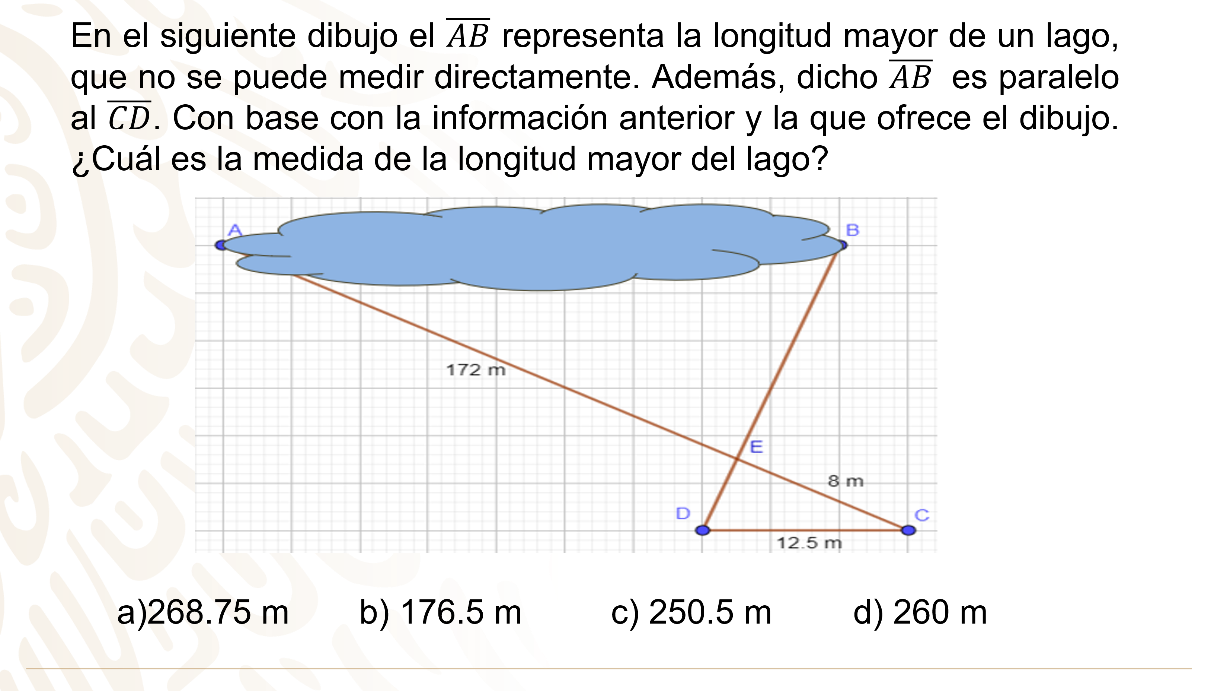 En el siguiente dibujo el AB representa la longitud mayor de un lago,
que no se puede medir directamente. Además, dicho AB es paralelo
al CD. Con base con la información anterior y la que ofrece el dibujo.
¿Cuál es la medida de la longitud mayor del lago?
A
B
172 m
E
8 m
D
C
12.5 m
a)268.75 m b) 176.5 m c) 250.5 m d) 260 m